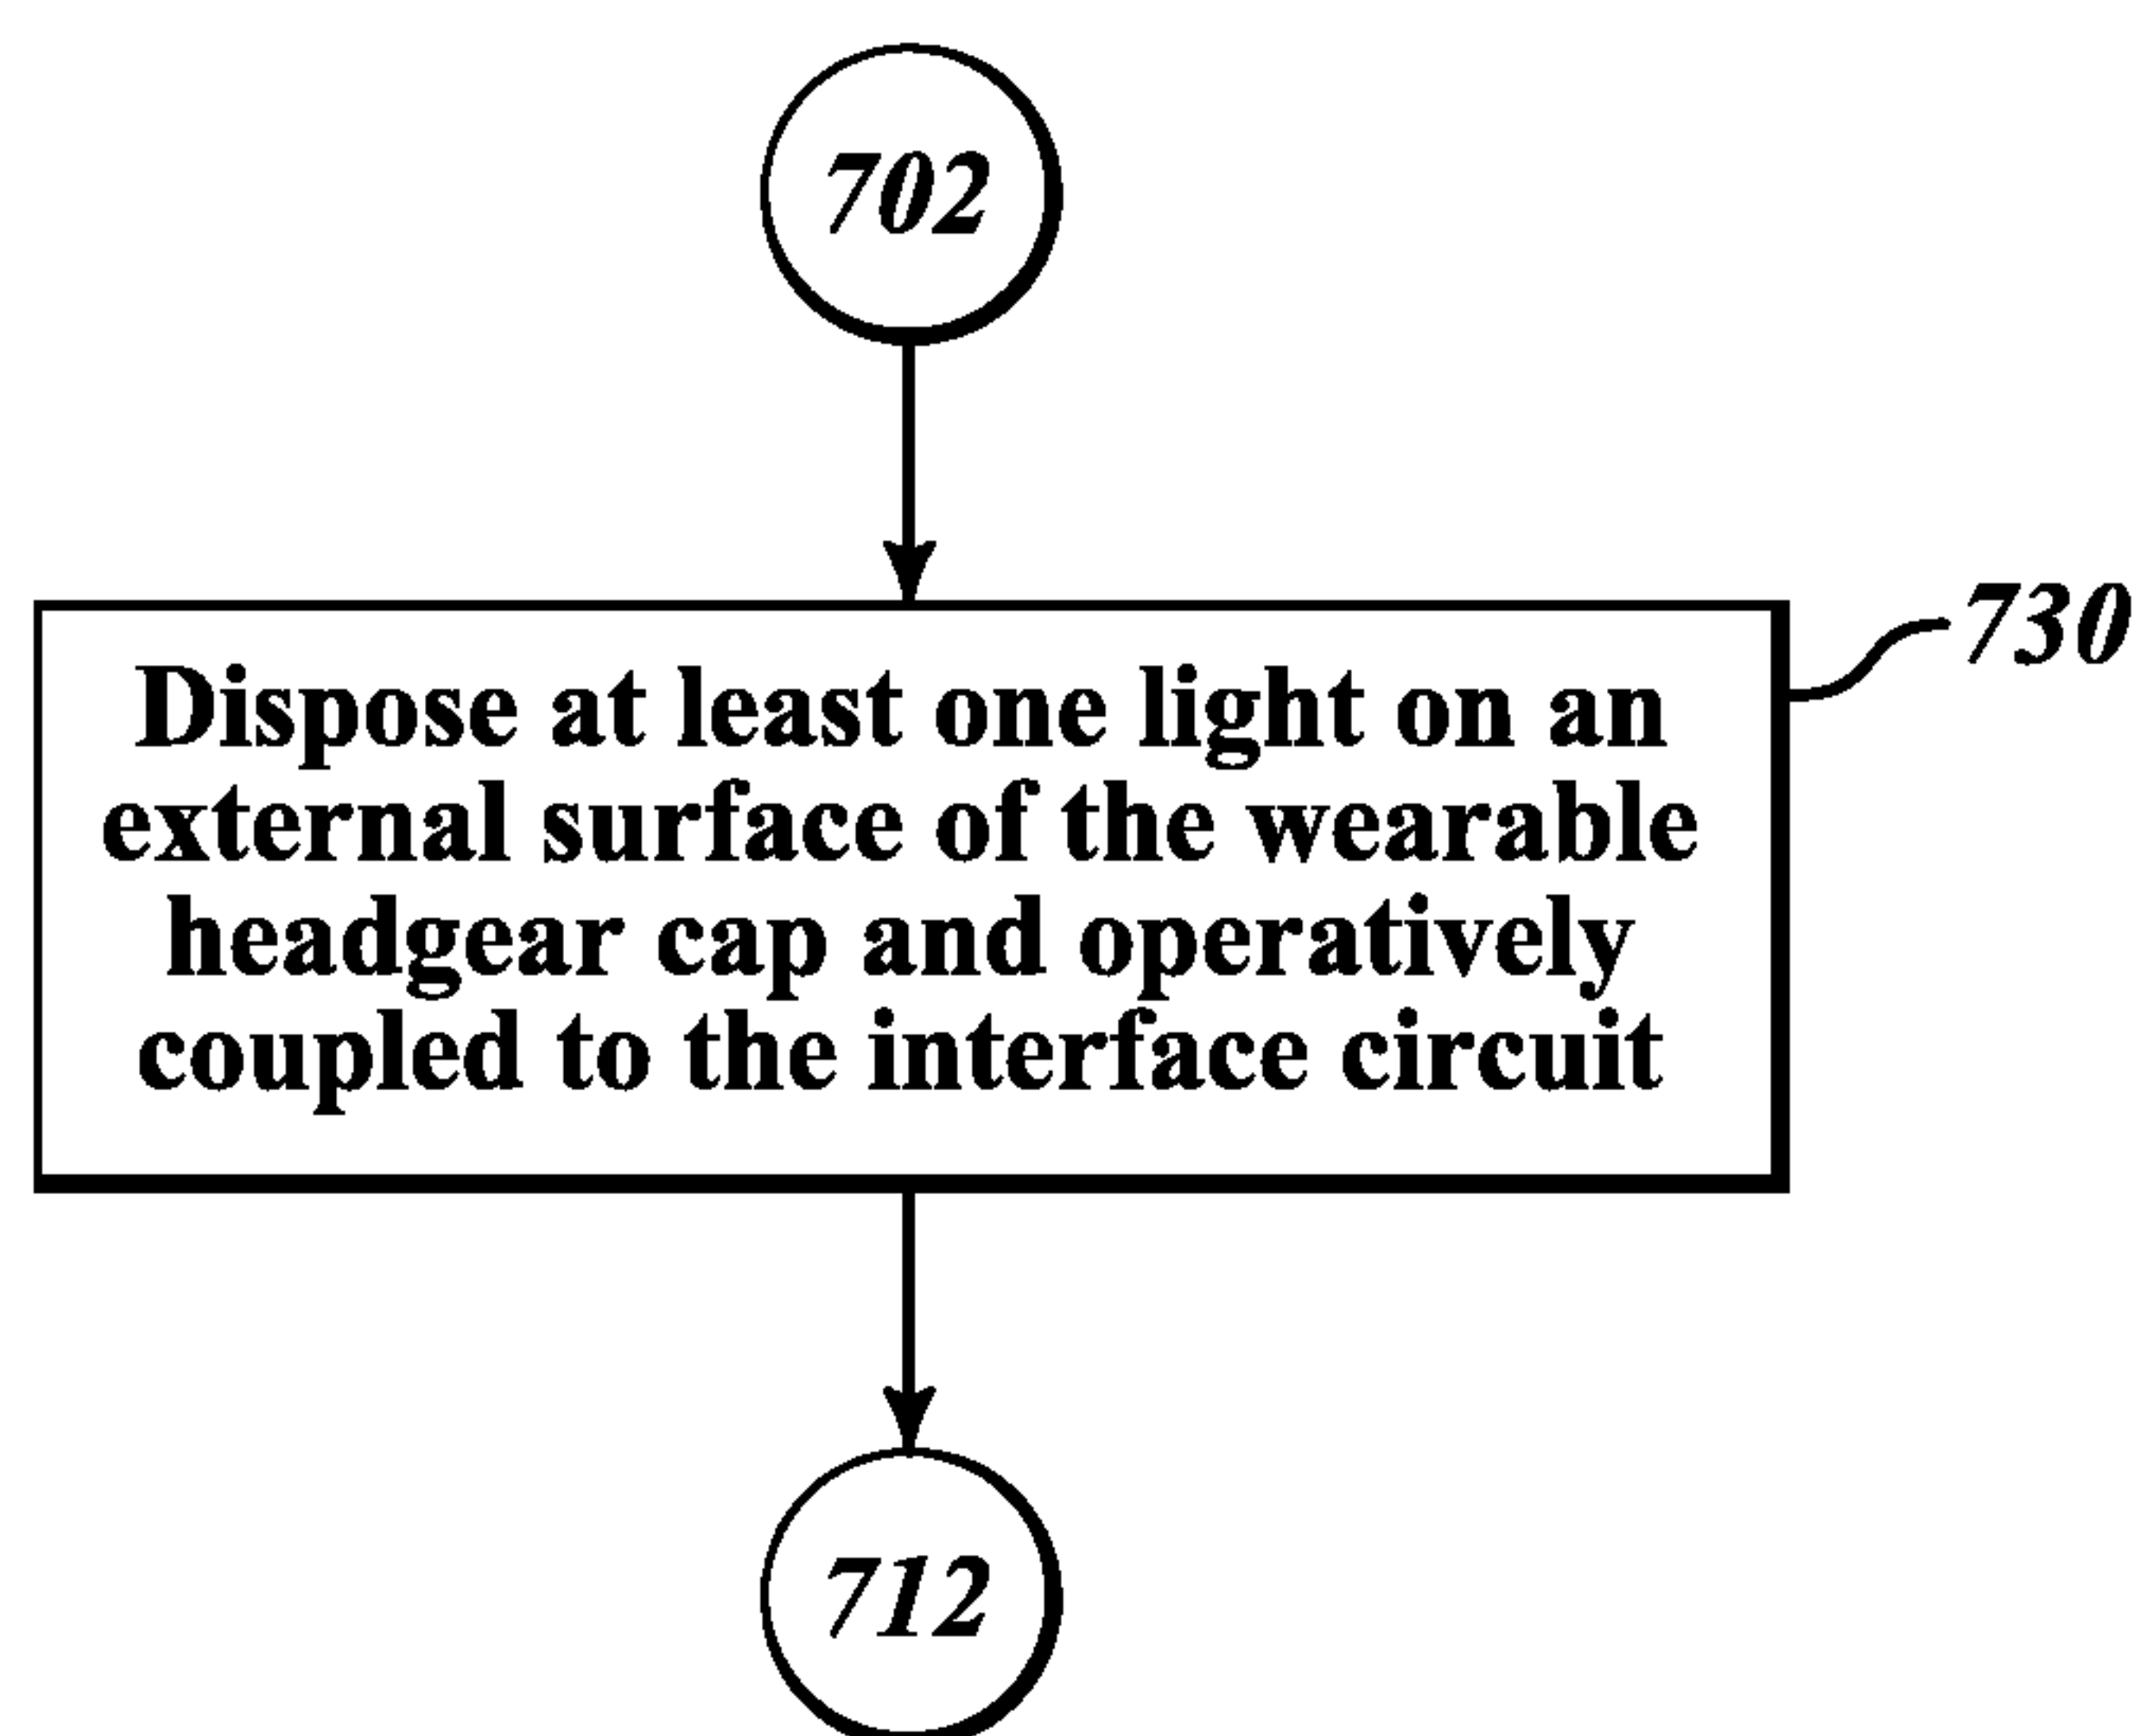 702
730
Dispose at least one light on an
external surface of the wearable
headgear cap and operatively
coupled to the interface circuit
712